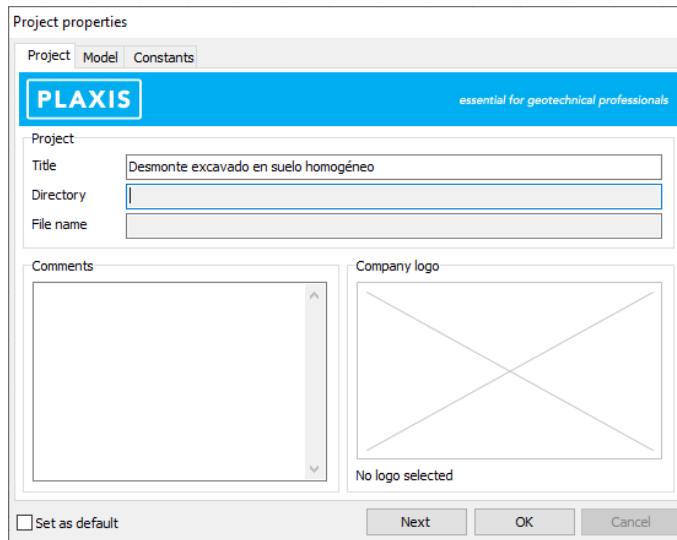 Project properties
Project Model Constants
PLAXIS
essential for geotechnical professionals
Project
Title Desmonte excavado en suelo homogéneo
Directory
File name
Comments
Company logo
No logo selected
Set as default
Next
OK
Cancel